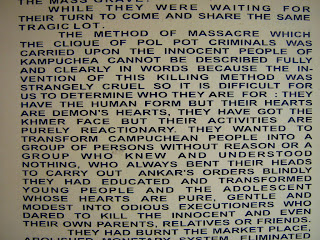 THE MASS GRAVE.
WHILE THEY WERE WAITING FOR
THEIR TURN TO COME AND SHARE THE SAME
TRAGIC LOT.
THE METHOD OF MASSACRE WHICH
THE CLIQUE OF POL POT CRIMINALS WAS
CARRIED UPON THE INNOCENT PEOPLE OF
KAMPUCHEA CANNOT BE DESCRIBED FULLY
AND CLEARLY IN WORDS BECAUSE THE IN-
VENTION OF THIS KILLING METHOD WAS
STRANGELY CRUEL SO IT IS DIFFICULT FOR
US TO DETERMINE WHO THEY ARE FOR : THEY
HAVE THE HUMAN FORM BUT THEIR HEARTS
ARE DEMON'S HEARTS, THEY HAVE GOT THE
KHMER FACE BUT THEIR ACTIVITIES ARE
PURELY REACTIONARY. THEY WANTED TO
TRANSFORM CAMPUCHEAN PEOPLE INTO A
GROUP OF PERSONS WITHOUT REASON OR A
GROUP WHO KNEW AND UNDERSTOOD
NOTHING, WHO ALWAYS BENT THEIR HEADS
TO CARRY OUT ANKAR'S ORDERS BLINDLY
THEY HAD EDUCATED AND TRANSFORMED
YOUNG PEOPLE AND THE ADOLESCENT
WHOSE HEARTS ARE PURE, GENTLE AND
MODEST INTO ODIOUS EXECUTIONERS WHO
DARED TO KILL THE INNOCENT AND EVEN
THEIR OWN PARENTS, RELATIVES OR FRIENDS.
THEY HAD BURNT THE MARKET PLACE,
ABOLISHED MONETARY SYSTEM, ELIMINATED